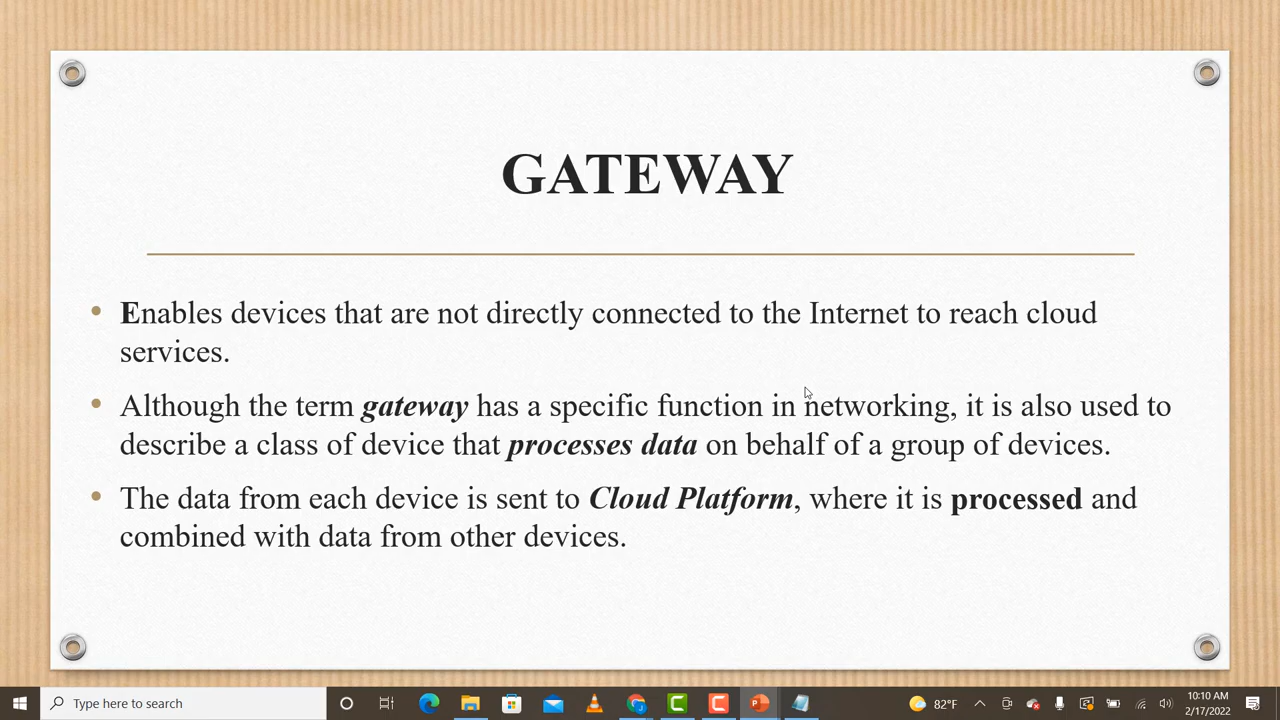 GATEWAY
Enables devices that are not directly connected to the Internet to reach cloud
services.
Although the term gateway has a specific function in networking, it is also used to
describe a class of device that processes data on behalf of a group of devices.
The data from each device is sent to Cloud Platform, where it is processed and
combined with data from other devices.
Type here to search
82°F
10:10 AM
2/17/2022